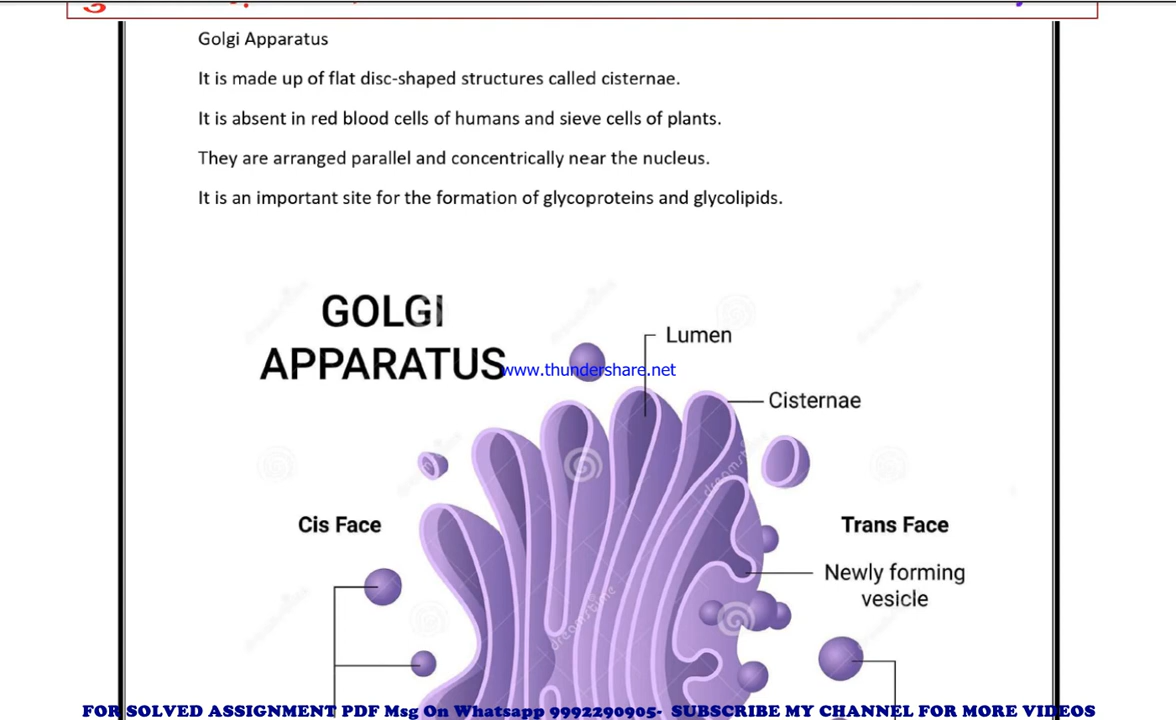 Golgi Apparatus
It is made up of flat disc-shaped structures called cisternae.
It is absent in red blood cells of humans and sieve cells of plants.
They are arranged parallel and concentrically near the nucleus.
It is an important site for the formation of glycoproteins and glycolipids.
GOLGI
APPARATUS
www.thundershare.net
Lumen
Cisternae
Cis Face
Trans Face
Newly forming
vesicle
dreamstime
dreamstime
FOR SOLVED ASSIGNMENT PDF Msg On Whatsapp 9992290905- SUBSCRIBE MY CHANNEL FOR MORE VIDEOS